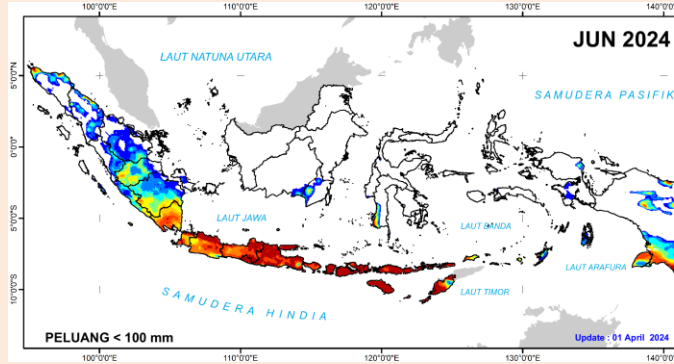 100°0'0"E 110°0'0"E 120°0'0"E 130°0'0"E 140°0'
JUN 2024
LAUT NATUNA UTARA
5°0'0"N
SAMUDERA PASIFIK
0°0'0"
LAUT JAWA
LAUT BANDA
5°0'0"S
LAUT ARAFURA
10°0'0"S
SAMUDERA HINDIA
LAUT TIMOR
PELUANG < 100 mm
Update : 01 April 2024
100°0'0"E 110°0'0"E 120°0'0"E 130°0'0"E 140°0'